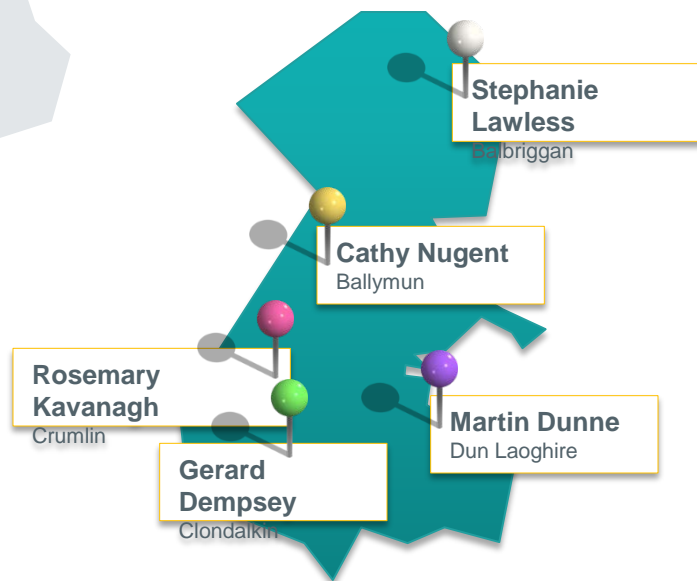 Stephanie
Lawless
Balbriggan
Cathy Nugent
Ballymun
Rosemary
Kavanagh
Crumlin
Martin Dunne
Dun Laoghire
Gerard
Dempsey
Clondalkin